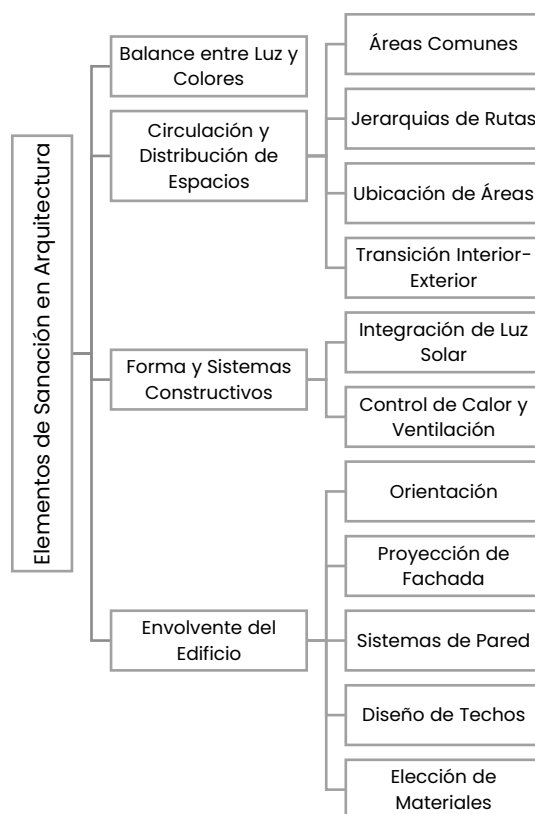 Elementos de Sanación en Arquitectura
Balance entre Luz y
Colores
Circulación y
Distribución de
Espacios
Áreas Comunes
Jerarquias de Rutas
Ubicación de Áreas
Transición Interior-
Exterior
Forma y Sistemas
Constructivos
Integración de Luz
Solar
Control de Calor y
Ventilación
Envolvente del
Edificio
Orientación
Proyección de
Fachada
Sistemas de Pared
Diseño de Techos
Elección de
Materiales